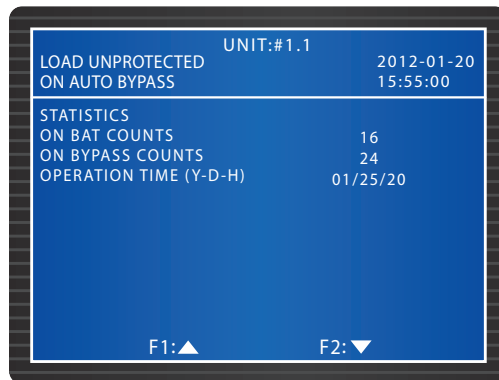 UNIT:#1.1
LOAD UNPROTECTED 2012-01-20
ON AUTO BYPASS 15:55:00
STATISTICS
ON BAT COUNTS 16
ON BYPASS COUNTS 24
OPERATION TIME (Y-D-H) 01/25/20
F1:▲ F2:▼